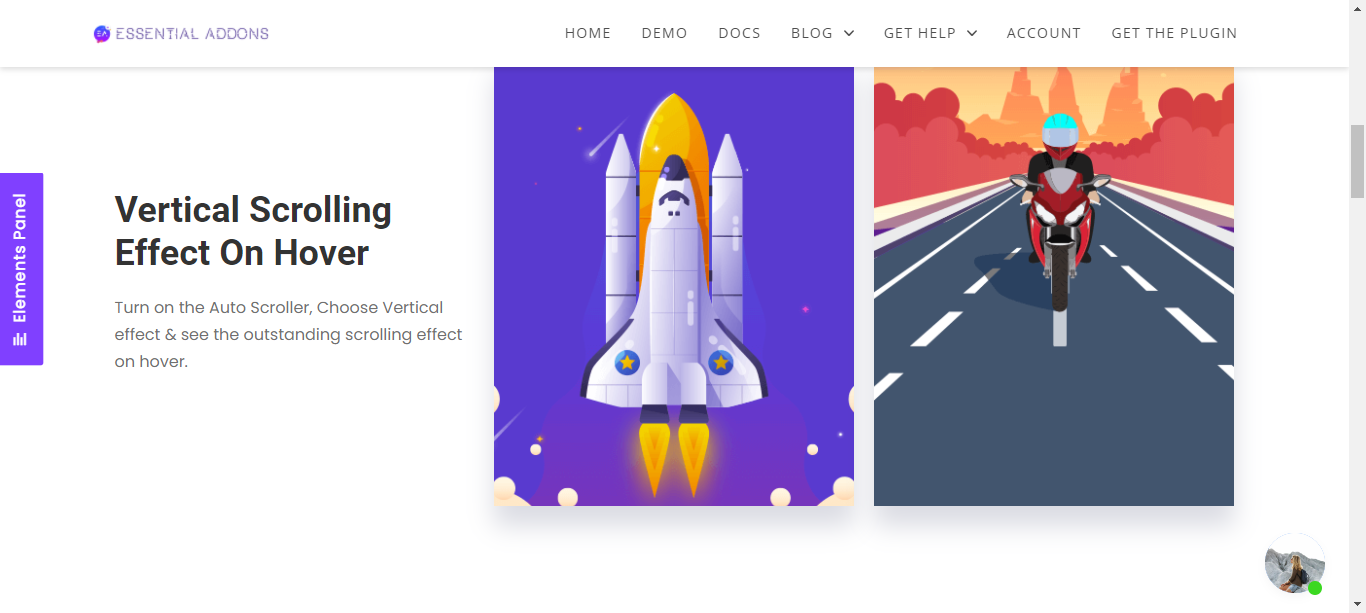 ESSENTIAL ADDONS
HOME DEMO DOCS BLOG GET HELP ACCOUNT GET THE PLUGIN
Elements Panel
Vertical Scrolling
Effect On Hover
Turn on the Auto Scroller, Choose Vertical
effect & see the outstanding scrolling effect
on hover.